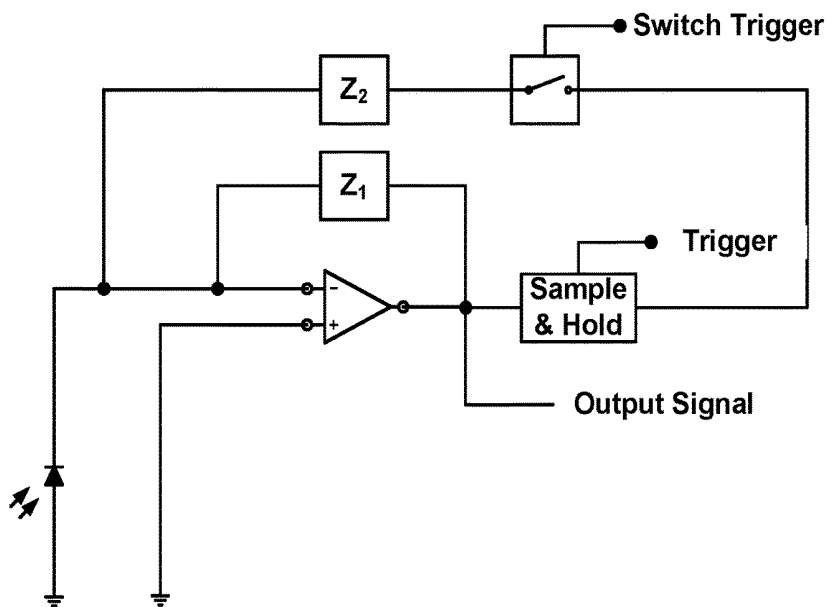 Switch Trigger
Z₂
Z₁
Trigger
Sample
& Hold
-
+
Output Signal